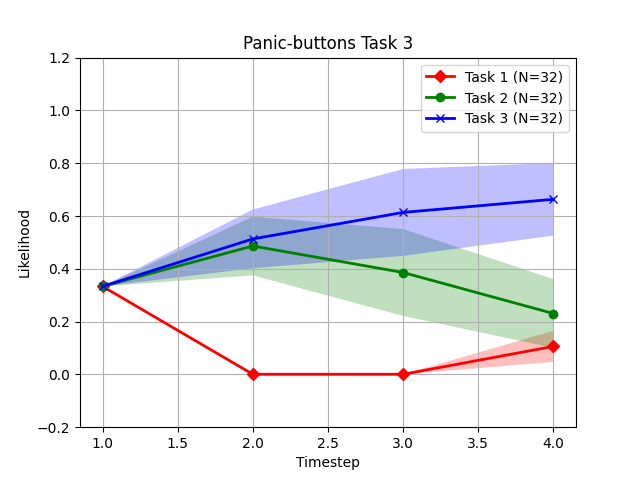 Panic-buttons Task 3
1.2
1.0
0.8
0.6
0.4
0.2
0.0
−0.2
Likelihood
Task 1 (N=32)
Task 2 (N=32)
Task 3 (N=32)
1.0 1.5 2.0 2.5 3.0 3.5 4.0
Timestep